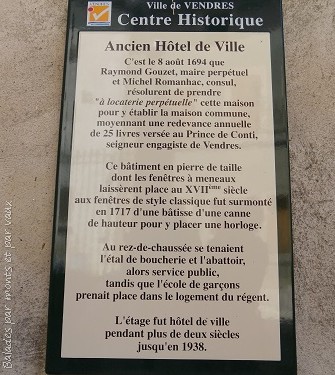 Ville de VENDRES
Centre Historique
Ancien Hôtel de Ville
C'est le 8 août 1694 que
Raymond Gouzet, maire perpétuel
et Michel Romanhac, consul,
résolurent de prendre
"à locaterie perpétuelle" cette maison
pour y établir la maison commune,
moyennant une redevance annuelle
de 25 livres versée au Prince de Conti,
seigneur engagiste de Vendres.
Ce bâtiment en pierre de taille
dont les fenêtres à meneaux
laissèrent place au XVIIème siècle
aux fenêtres de style classique fut surmonté
en 1717 d'une bâtisse d'une canne
de hauteur pour y placer une horloge.
Au rez-de-chaussée se tenaient
l'étal de boucherie et l'abattoir,
alors service public,
tandis que l'école de garçons
prenait place dans le logement du régent.
L'étage fut hôtel de ville
pendant plus de deux siècles
jusqu'en 1938.
Balades par monts et par vaux